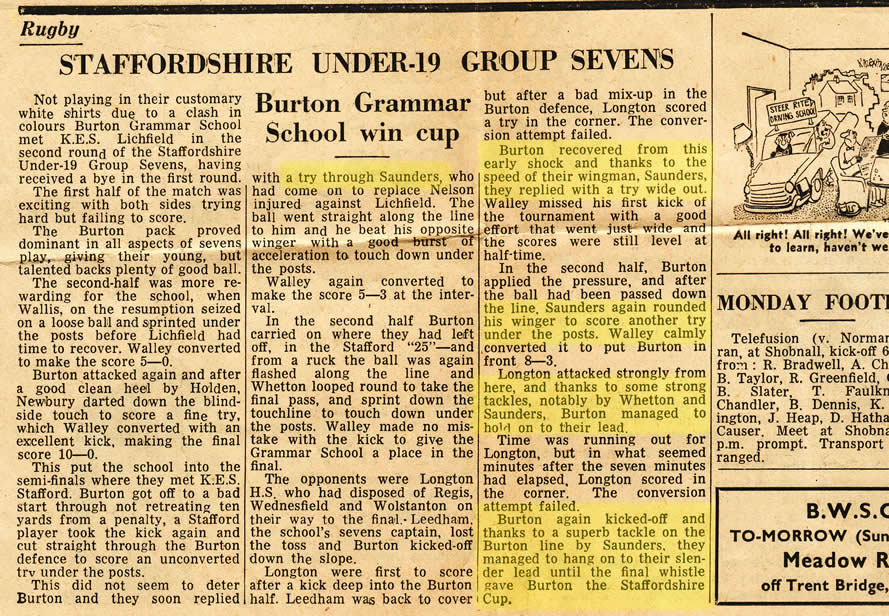 Rugby
STAFFORDSHIRE UNDER-19 GROUP SEVENS
Not playing in their customary
white shirts due to a clash in
colours Burton Grammar School
met K.E.S. Lichfield in the
second round of the Staffordshire
Under-19 Group Sevens, having
received a bye in the first round.
The first half of the match was
exciting with both sides trying
hard but failing to score.
The Burton pack proved
dominant in all aspects of sevens
play, giving their young, but
talented backs plenty of good ball.
The second-half was more re-
warding for the school, when
Wallis, on the resumption seized
on a loose ball and sprinted under
the posts before Lichfield had
time to recover. Walley converted
to make the score 5—0.
Burton attacked again and after
a good clean heel by Holden,
Newbury darted down the blind-
side touch to score a fine try,
which Walley converted with an
excellent kick, making the final
score 10—0.
This put the school into the
semi-finals where they met K.E.S.
Stafford. Burton got off to a bad
start through not retreating ten
yards from a penalty, a Stafford
player took the kick again and
cut straight through the Burton
defence to score an unconverted
try under the posts.
This did not seem to deter
Burton and they soon replied
Burton Grammar
School win cup
with a try through Saunders, who
had come on to replace Nelson
injured against Lichfield. The
ball went straight along the line
to him and he beat his opposite
winger with a good burst of
acceleration to touch down under
the posts.
Walley again converted to
make the score 5—3 at the inter-
val.
In the second half Burton
carried on where they had left
off, in the Stafford "25"—and
from a ruck the ball was again
flashed along the line and
Whetton looped round to take the
final pass, and sprint down the
touchline to touch down under
the posts. Walley made no mis-
take with the kick to give the
Grammar School a place in the
final.
The opponents were Longton
H.S. who had disposed of Regis,
Wednesfield and Wolstanton on
their way to the final. Leedham,
the school's sevens captain, lost
the toss and Burton kicked-off
down the slope.
Longton were first to score
after a kick deep into the Burton
half. Leedham was back to cover
but after a bad mix-up in the
Burton defence, Longton scored
a try in the corner. The conver-
sion attempt failed.
Burton recovered from this
early shock and thanks to the
speed of their wingman, Saunders,
they replied with a try wide out.
Walley missed his first kick of
the tournament with a good
effort that went just wide and
the scores were still level at
half-time.
In the second half, Burton
applied the pressure, and after
the ball had been passed down
the line, Saunders again rounded
his winger to score another try
under the posts. Walley calmly
converted it to put Burton in
front 8—3.
Longton attacked strongly from
here, and thanks to some strong
tackles, notably by Whetton and
Saunders, Burton managed to
hold on to their lead.
Time was running out for
Longton, but in what seemed
minutes after the seven minutes
had elapsed, Longton scored in
the corner. The conversion
attempt failed.
Burton again kicked-off and
thanks to a superb tackle on the
Burton line by Saunders, they
managed to hang on to their slen-
der lead until the final whistle
gave Burton the Staffordshire
Cup.
STEER RITE
DRIVING SCHOOL
All right! All right! We've
to learn, haven't we
MONDAY FOOT
Telefusion (v. Norman
ran, at Shobnall, kick-off 6
from: R. Bradwell, A. Ch
B. Taylor, R. Greenfield,
B. Slater, T. Faulkn
Chandler, B. Dennis, K.
ington, J. Heap, D. Hatha
Causer. Meet at Shobna
p.m. prompt. Transport
ranged.
B.W.S.C
TO-MORROW (Sun
Meadow R
off Trent Bridge,